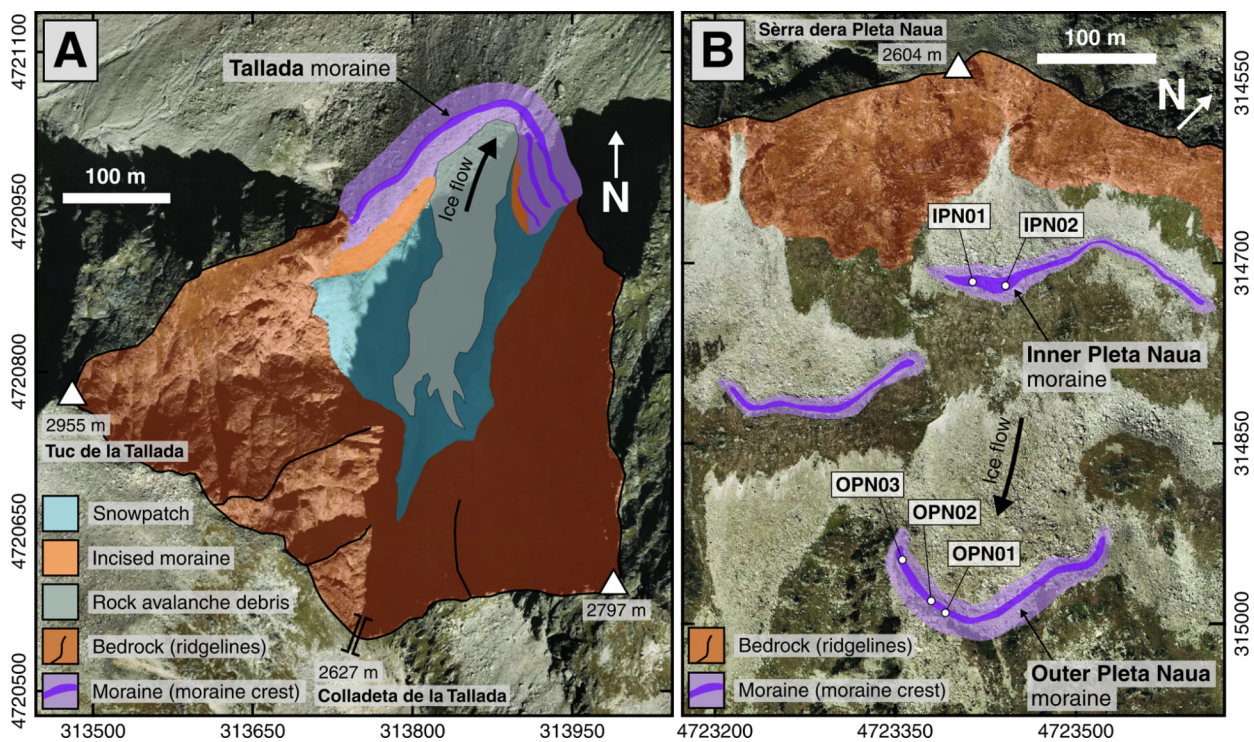 A
Tallada moraine
100 m
Ice flow
N
2955 m
Tuc de la Tallada
Snowpatch
Incised moraine
Rock avalanche debris
Bedrock (ridgelines)
Moraine (moraine crest)
2797 m
2627 m
Colladeta de la Tallada
4721100
4720950
4720800
4720650
4720500
313500
313650
313800
313950
B
Sèrra dera Pleta Naua
2604 m
100 m
N
IPN01
IPN02
Inner Pleta Naua
moraine
Ice flow
OPN03
OPN02
OPN01
Bedrock (ridgelines)
Moraine (moraine crest)
Outer Pleta Naua
moraine
314550
3147000
314850
315000
4723200
4723350
4723500